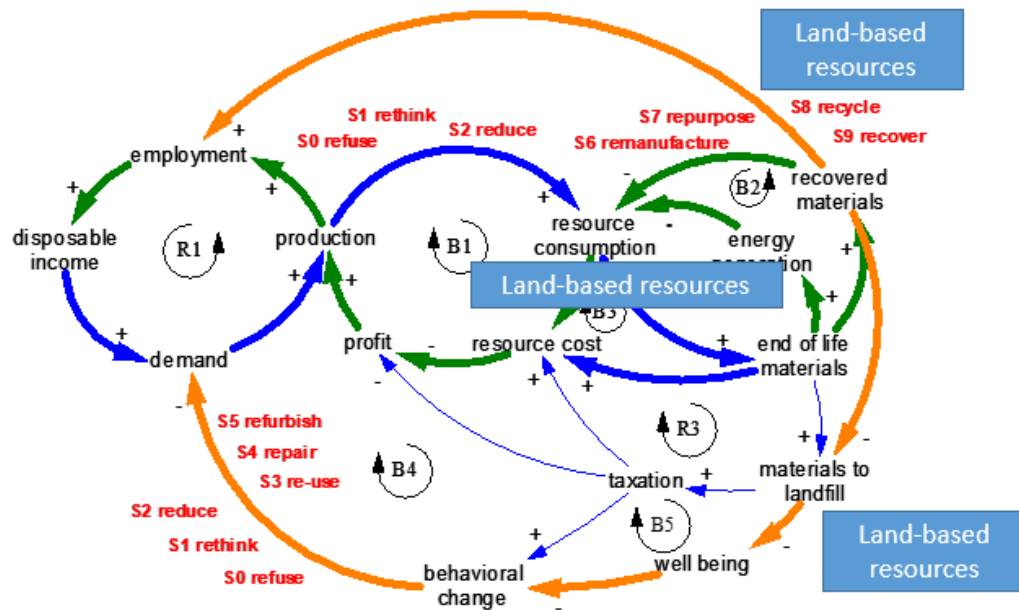 Land-based
resources
S8 recycle
S9 recover
S7 repurpose
S6 remanufacture
S1 rethink
S0 refuse
S2 reduce
+
employment
+
+
disposable
income
R1
production
+
+
B1
+
resource
consumption
-
-
B2
recovered
materials
energy
+
+
Land-based resources
B3
+
demand
-
profit
-
-
resource cost
+
+
+
end of life
materials
S5 refurbish
S4 repair
S3 re-use
B4
R3
+
-
taxation
+
materials to
landfill
S2 reduce
S1 rethink
S0 refuse
+
B5
well being
-
behavioral
change
-
Land-based
resources